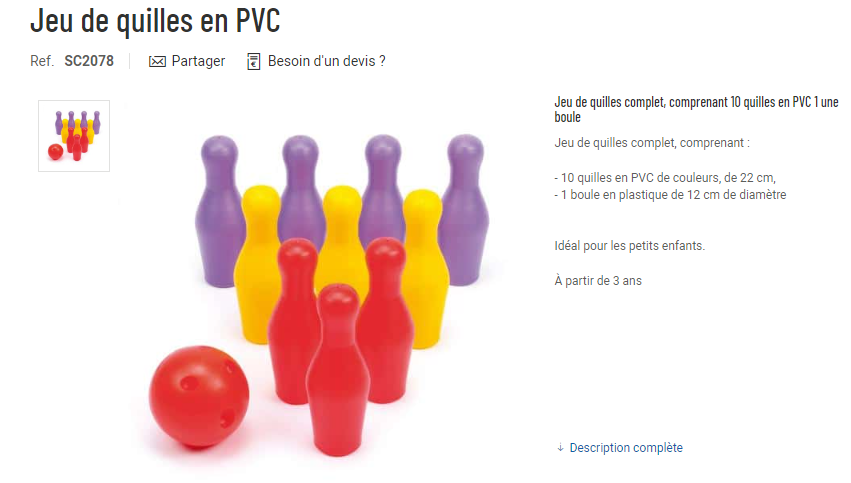 Jeu de quilles en PVC
Ref. SC2078 Partager Besoin d'un devis ?
Jeu de quilles complet, comprenant 10 quilles en PVC 1 une
boule
Jeu de quilles complet, comprenant :
- 10 quilles en PVC de couleurs, de 22 cm,
- 1 boule en plastique de 12 cm de diamètre
Idéal pour les petits enfants.
À partir de 3 ans
↓ Description complète